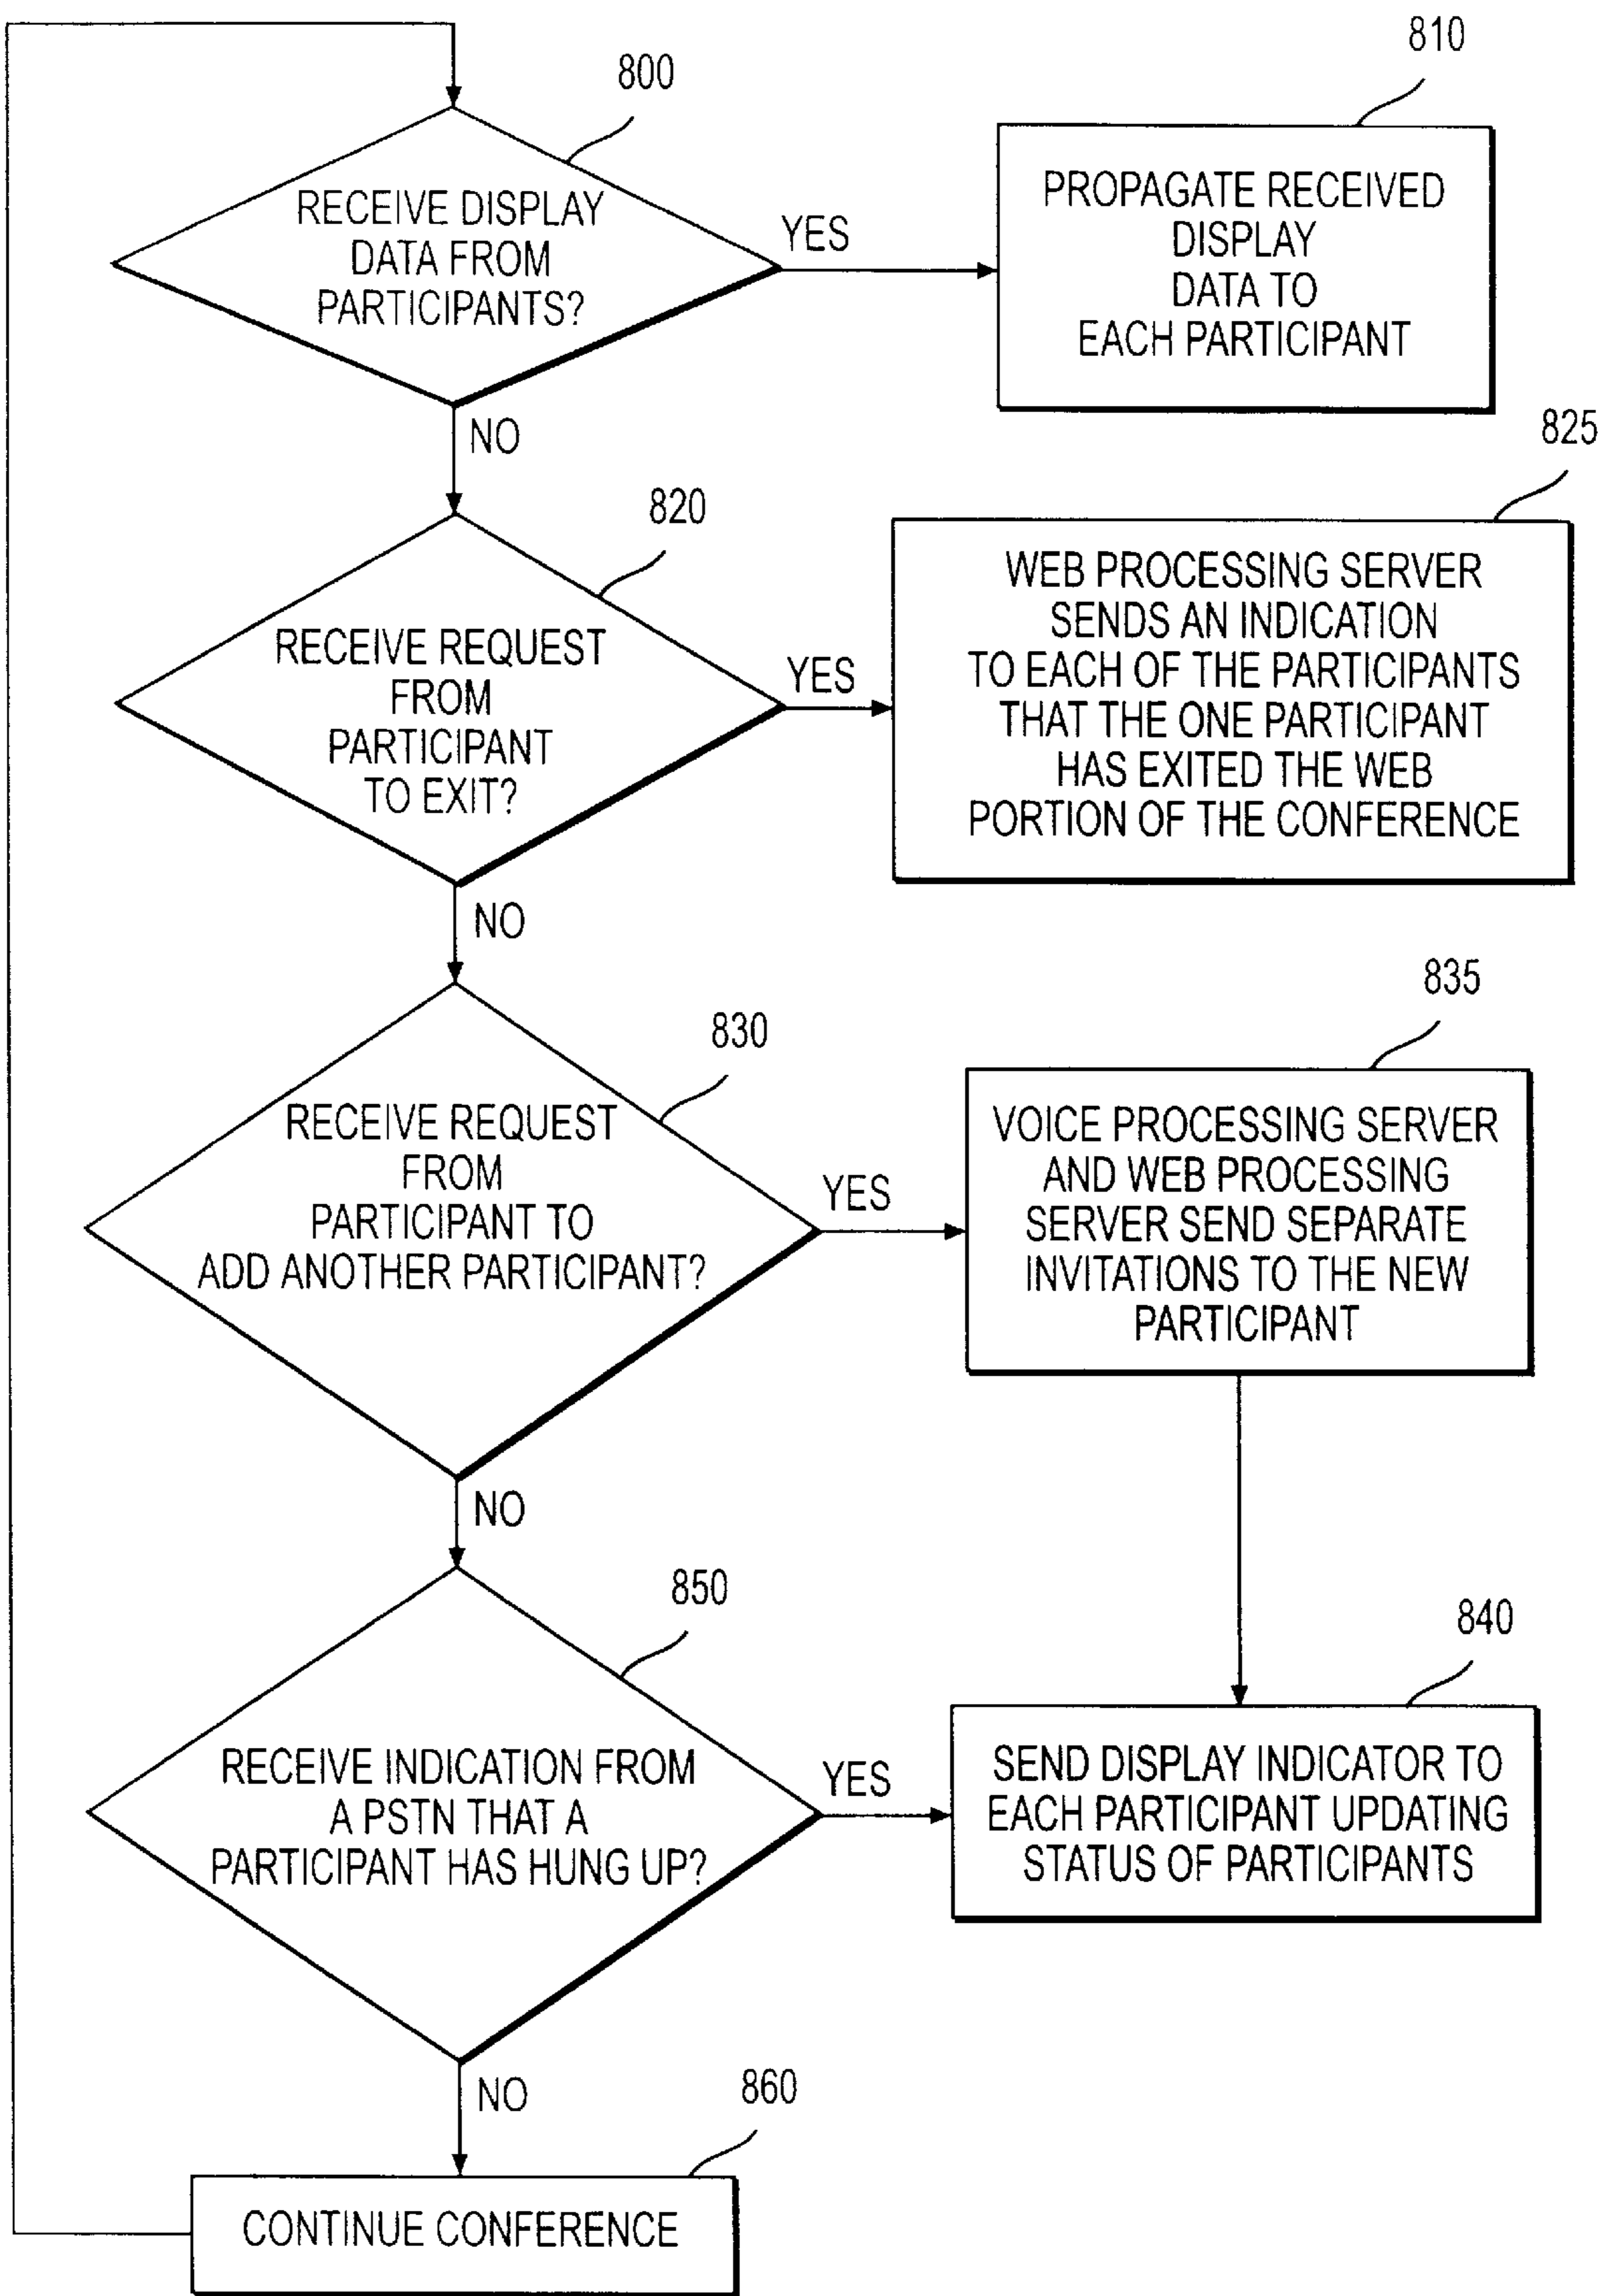 800
RECEIVE DISPLAY
DATA FROM
PARTICIPANTS?
YES
810
PROPAGATE RECEIVED
DISPLAY
DATA TO
EACH PARTICIPANT
NO
820
RECEIVE REQUEST
FROM
PARTICIPANT
TO EXIT?
YES
825
WEB PROCESSING SERVER
SENDS AN INDICATION
TO EACH OF THE PARTICIPANTS
THAT THE ONE PARTICIPANT
HAS EXITED THE WEB
PORTION OF THE CONFERENCE
NO
830
RECEIVE REQUEST
FROM
PARTICIPANT TO
ADD ANOTHER PARTICIPANT?
YES
835
VOICE PROCESSING SERVER
AND WEB PROCESSING
SERVER SEND SEPARATE
INVITATIONS TO THE NEW
PARTICIPANT
NO
850
RECEIVE INDICATION FROM
A PSTN THAT A
PARTICIPANT HAS HUNG UP?
YES
840
SEND DISPLAY INDICATOR TO
EACH PARTICIPANT UPDATING
STATUS OF PARTICIPANTS
NO
860
CONTINUE CONFERENCE